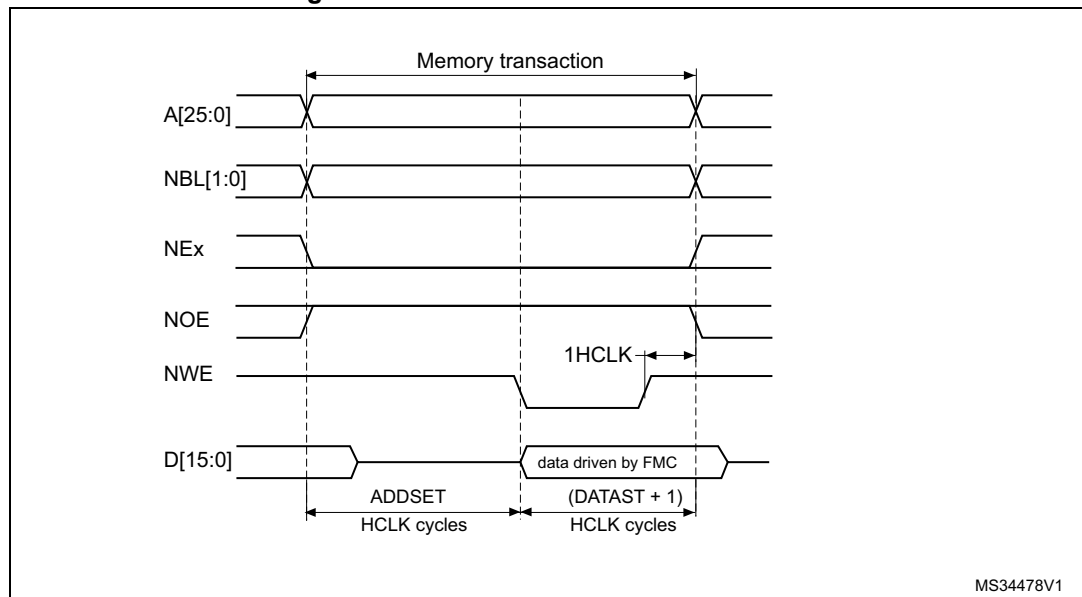 Memory transaction
A[25:0]
NBL[1:0]
NEx
NOE
1HCLK
NWE
D[15:0]
data driven by FMC
ADDSET
(DATAST + 1)
HCLK cycles
HCLK cycles
MS34478V1